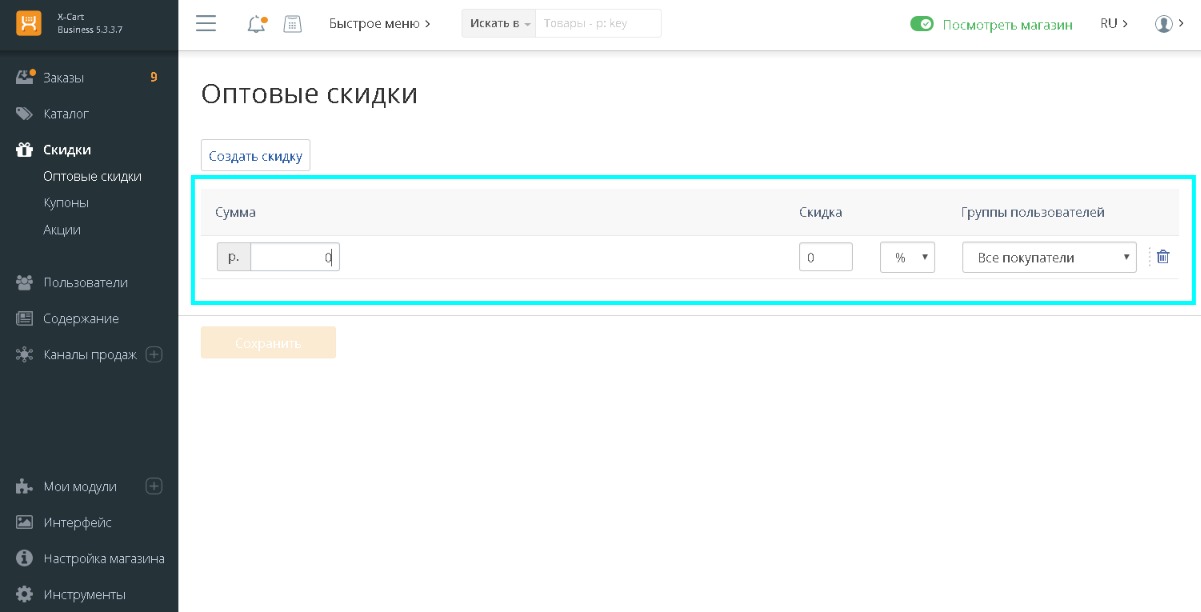 X-Cart
Business 5.3.3.7
Быстрое меню
Искать в
Товары - р: key
Посмотреть магазин
RU
Заказы
9
Каталог
Скидки
Оптовые скидки
Купоны
Акции
Пользователи
Содержание
Каналы продаж
Мои модули
Интерфейс
Настройка магазина
Инструменты
Оптовые скидки
Создать скидку
Сумма Скидка Группы пользователей
р. 0 0 % Все покупатели
Сохранить